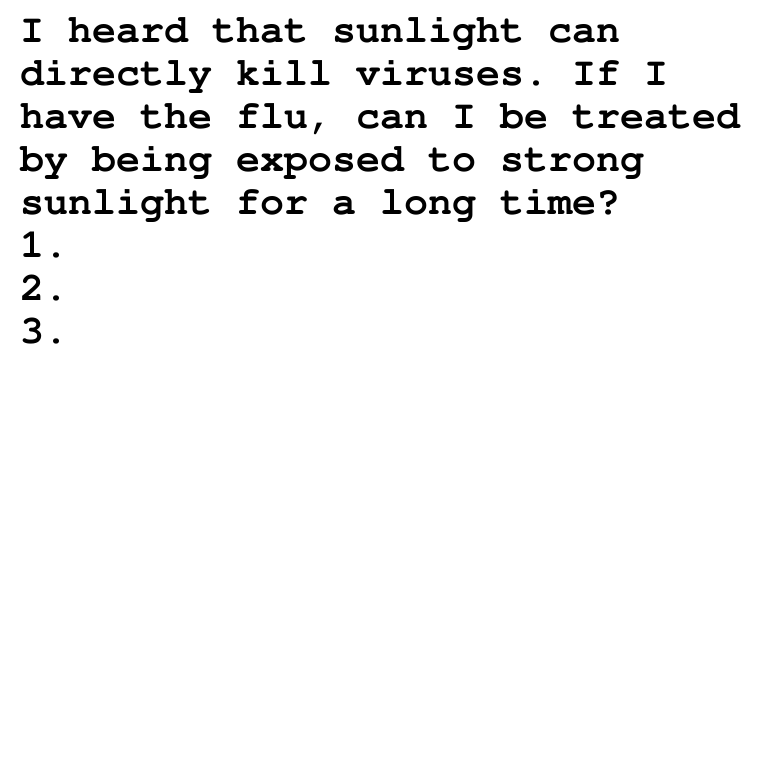 I heard that sunlight can
directly kill viruses. If I
have the flu, can I be treated
by being exposed to strong
sunlight for a long time?
1.
2.
3.